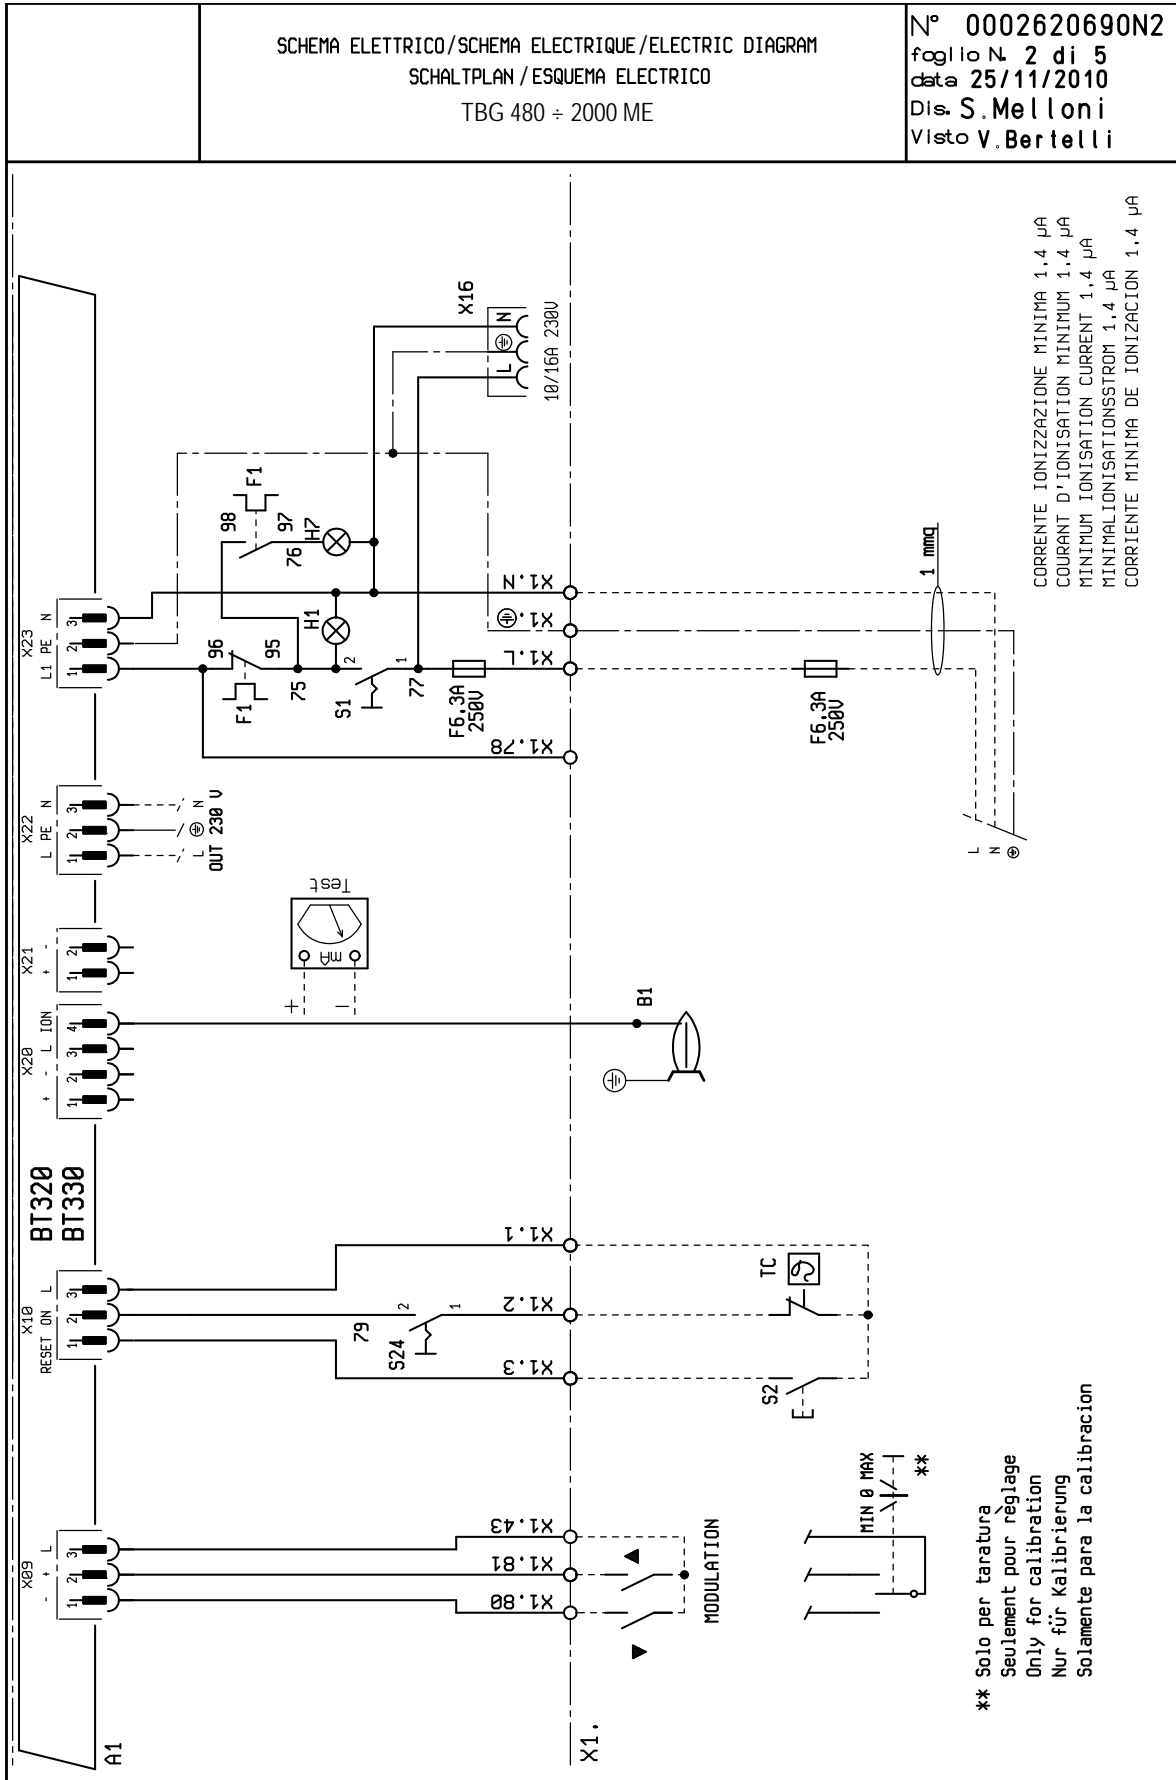 SCHEMA ELETTRICO/SCHEMA ELECTRIQUE/ELECTRIC DIAGRAM
SCHALTPLAN / ESQUEMA ELECTRICO
TBG 480 ÷ 2000 ME
N° 0002620690N2
foglio N. 2 di 5
data 25/11/2010
Dis. S.Melloni
Visto V.Bertelli
A1
BT320
BT330
X09
- + L
1 2 3
X10
RESET ON L
1 2 3
X20
+ - L ION
1 2 3 4
X21
+ -
1 2
X22
L PE N
1 2 3
L N
OUT 230 V
X23
L1 PE N
1 2 3
F1
96
95
75
98
97
F1
76
H7
H1
S1
2
1
77
F6,3A
250V
X16
L N
10/16A 230V
X1.78
X1.L
X1.
X1.N
F6,3A
250V
1 mmq
L
N
+
-
mA
Test
B1
79
S24
2
1
X1.1
X1.2
X1.3
TC
S2
X1.43
X1.81
X1.80
MODULATION
X1.
MIN 0 MAX
**
** Solo per taratura
Seulement pour règlage
Only for calibration
Nur für Kalibrierung
Solamente para la calibracion
CORRENTE IONIZZAZIONE MINIMA 1,4 µA
COURANT D'IONISATION MINIMUM 1,4 µA
MINIMUM IONISATION CURRENT 1,4 µA
MINIMALIONISATIONSSTROM 1,4 µA
CORRIENTE MINIMA DE IONIZACION 1,4 µA